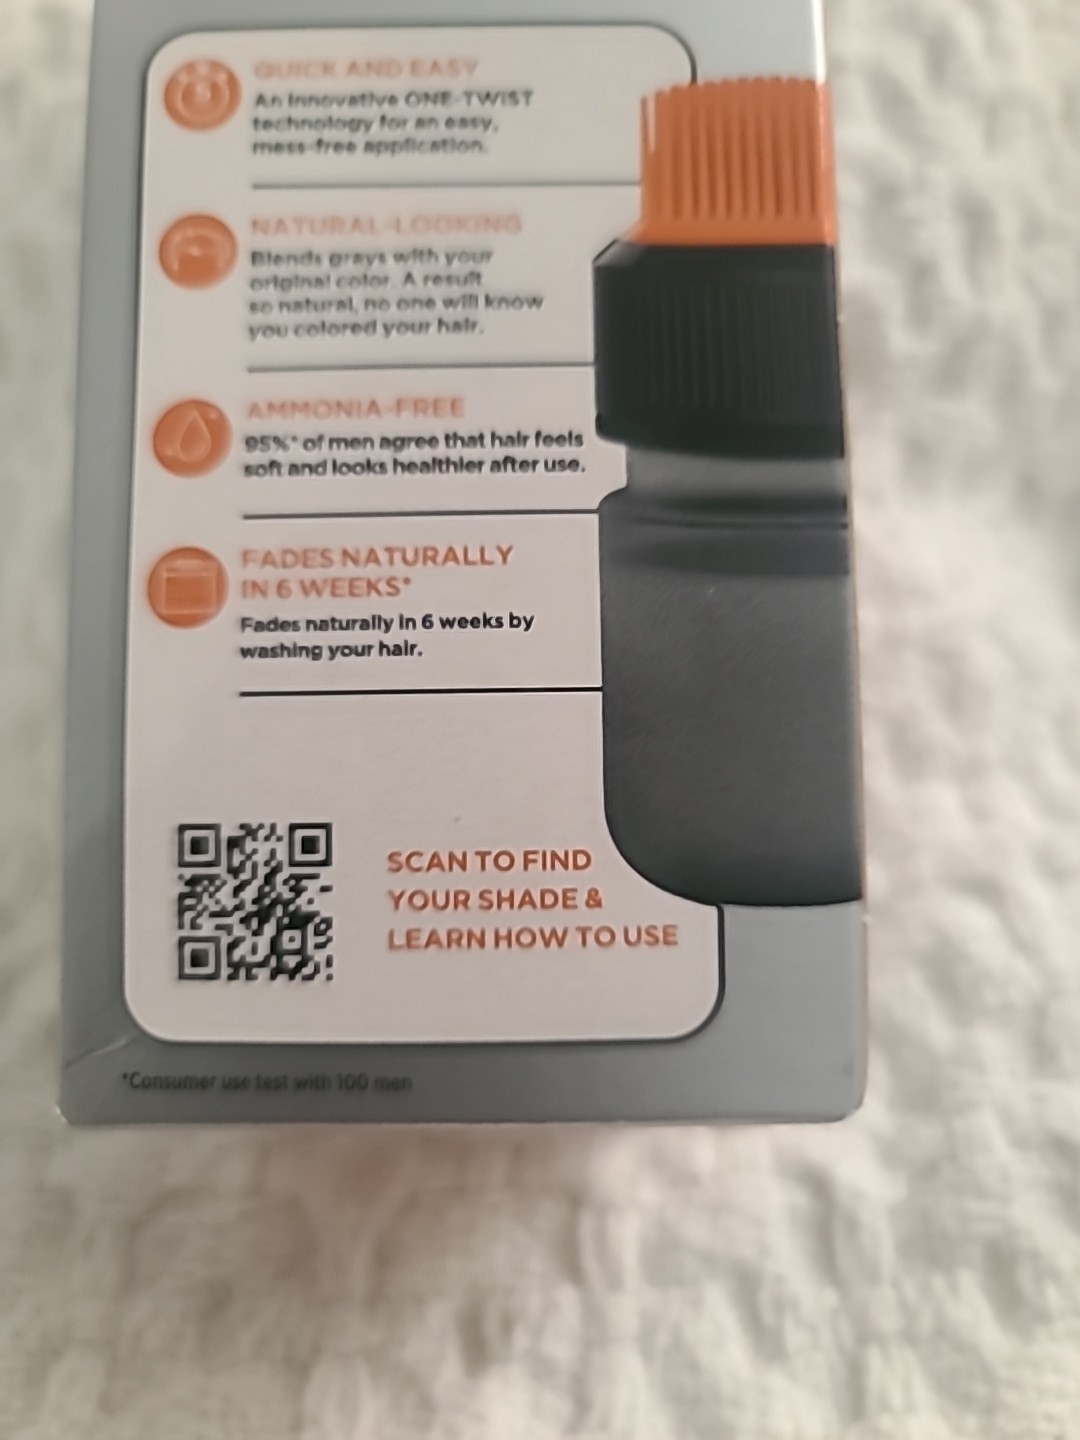 QUICK AND EASY
An innovative ONE-TWIST
technology for an easy,
mess-free application.
NATURAL-LOOKING
Blends grays with your
original color. A result
so natural, no one will know
you colored your hair.
AMMONIA-FREE
95%* of men agree that hair feels
soft and looks healthier after use.
FADES NATURALLY
IN 6 WEEKS*
Fades naturally in 6 weeks by
washing your hair.
SCAN TO FIND
YOUR SHADE &
LEARN HOW TO USE
*Consumer use test with 100 men